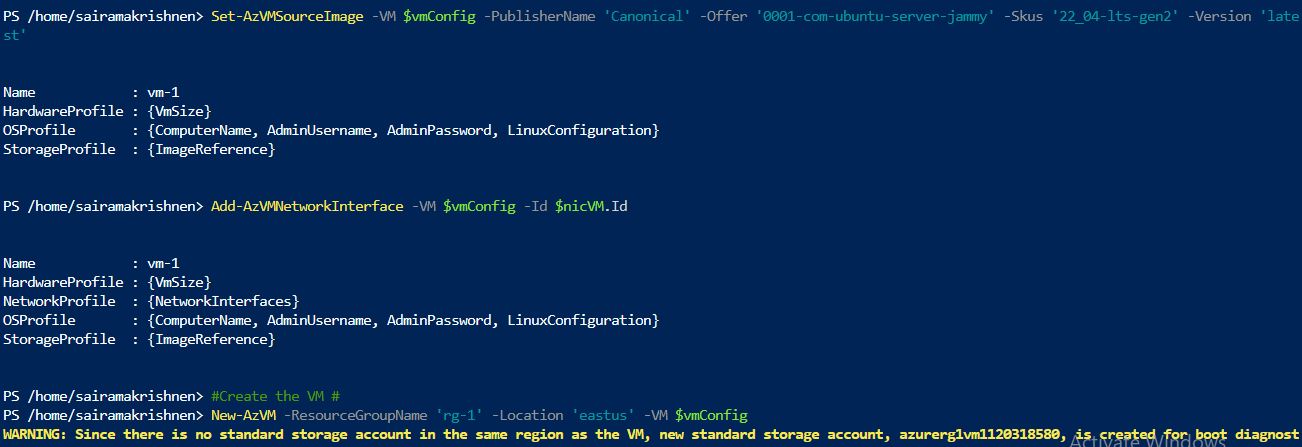 PS /home/sairamakrishnen> Set-AzVMSourceImage -VM $vmConfig -PublisherName 'Canonical' -Offer '0001-com-ubuntu-server-jammy' -Skus '22_04-lts-gen2' -Version 'late
st'
Name : vm-1
HardwareProfile : {VmSize}
OSProfile : {ComputerName, AdminUsername, AdminPassword, LinuxConfiguration}
StorageProfile : {ImageReference}
PS /home/sairamakrishnen> Add-AzVMNetworkInterface -VM $vmConfig -Id $nicVM.Id
Name : vm-1
HardwareProfile : {VmSize}
NetworkProfile : {NetworkInterfaces}
OSProfile : {ComputerName, AdminUsername, AdminPassword, LinuxConfiguration}
StorageProfile : {ImageReference}
PS /home/sairamakrishnen> #Create the VM #
PS /home/sairamakrishnen> New-AzVM -ResourceGroupName 'rg-1' -Location 'eastus' -VM $vmConfig
WARNING: Since there is no standard storage account in the same region as the VM, new standard storage account, azurerg1vm1120318580, is created for boot diagnost
Activate Windows